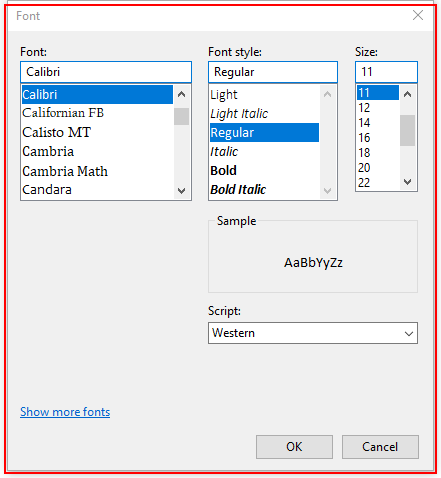 Font
Font: Font style: Size:
Calibri Regular 11
Calibri Light 11
Californian FB Light Italic 12
Calisto MT Regular 14
Cambria Italic 16
Cambria Math Bold 18
Candara Bold Italic 20
22
Sample
AaBbYyZz
Script:
Western
Show more fonts
OK Cancel